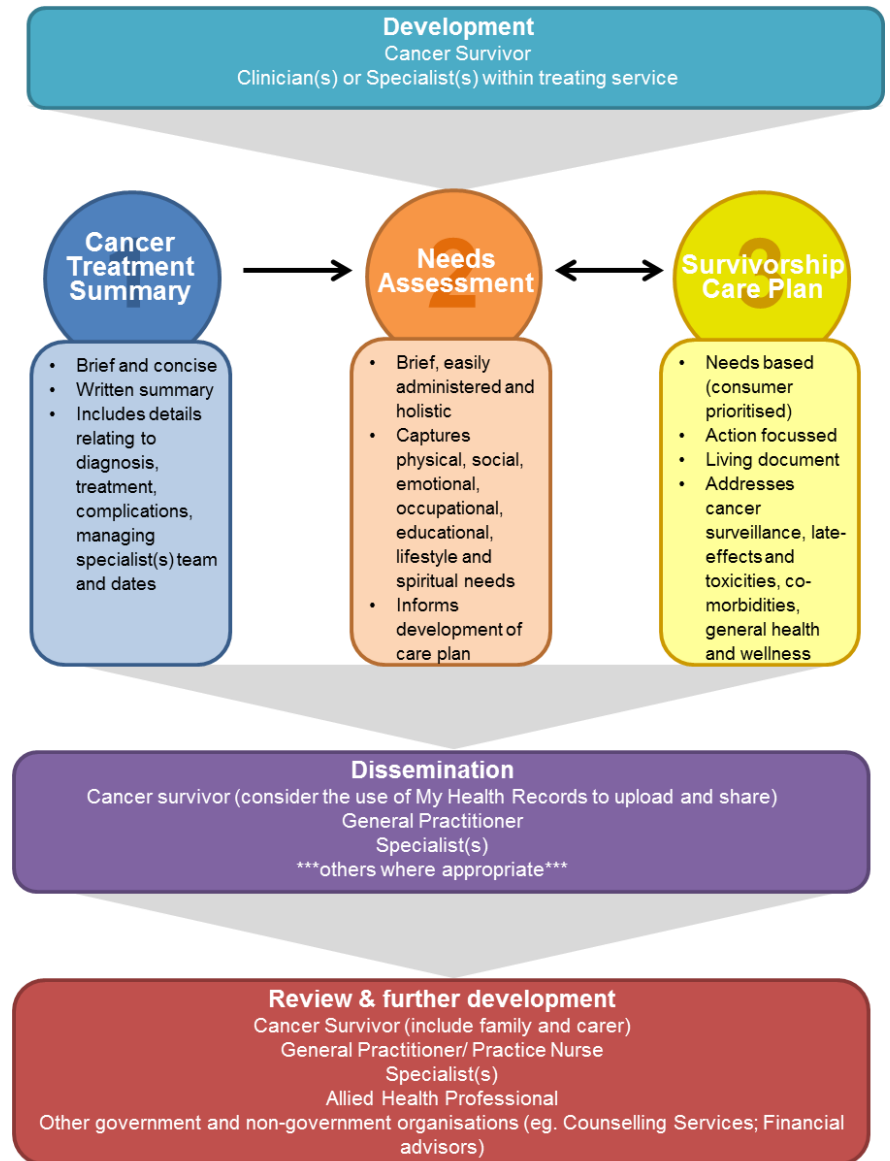 Development
Cancer Survivor
Clinician(s) or Specialist(s) within treating service
1
Cancer
Treatment
Summary
• Brief and concise
• Written summary
• Includes details
relating to
diagnosis,
treatment,
complications,
managing
specialist(s) team
and dates
2
Needs
Assessment
• Brief, easily
administered and
holistic
• Captures
physical, social,
emotional,
occupational,
educational,
lifestyle and
spiritual needs
• Informs
development of
care plan
3
Survivorship
Care Plan
• Needs based
(consumer
prioritised)
• Action focussed
• Living document
• Addresses
cancer
surveillance, late-
effects and
toxicities, co-
morbidities,
general health
and wellness
Dissemination
Cancer survivor (consider the use of My Health Records to upload and share)
General Practitioner
Specialist(s)
***others where appropriate***
Review & further development
Cancer Survivor (include family and carer)
General Practitioner/ Practice Nurse
Specialist(s)
Allied Health Professional
Other government and non-government organisations (eg. Counselling Services; Financial
advisors)